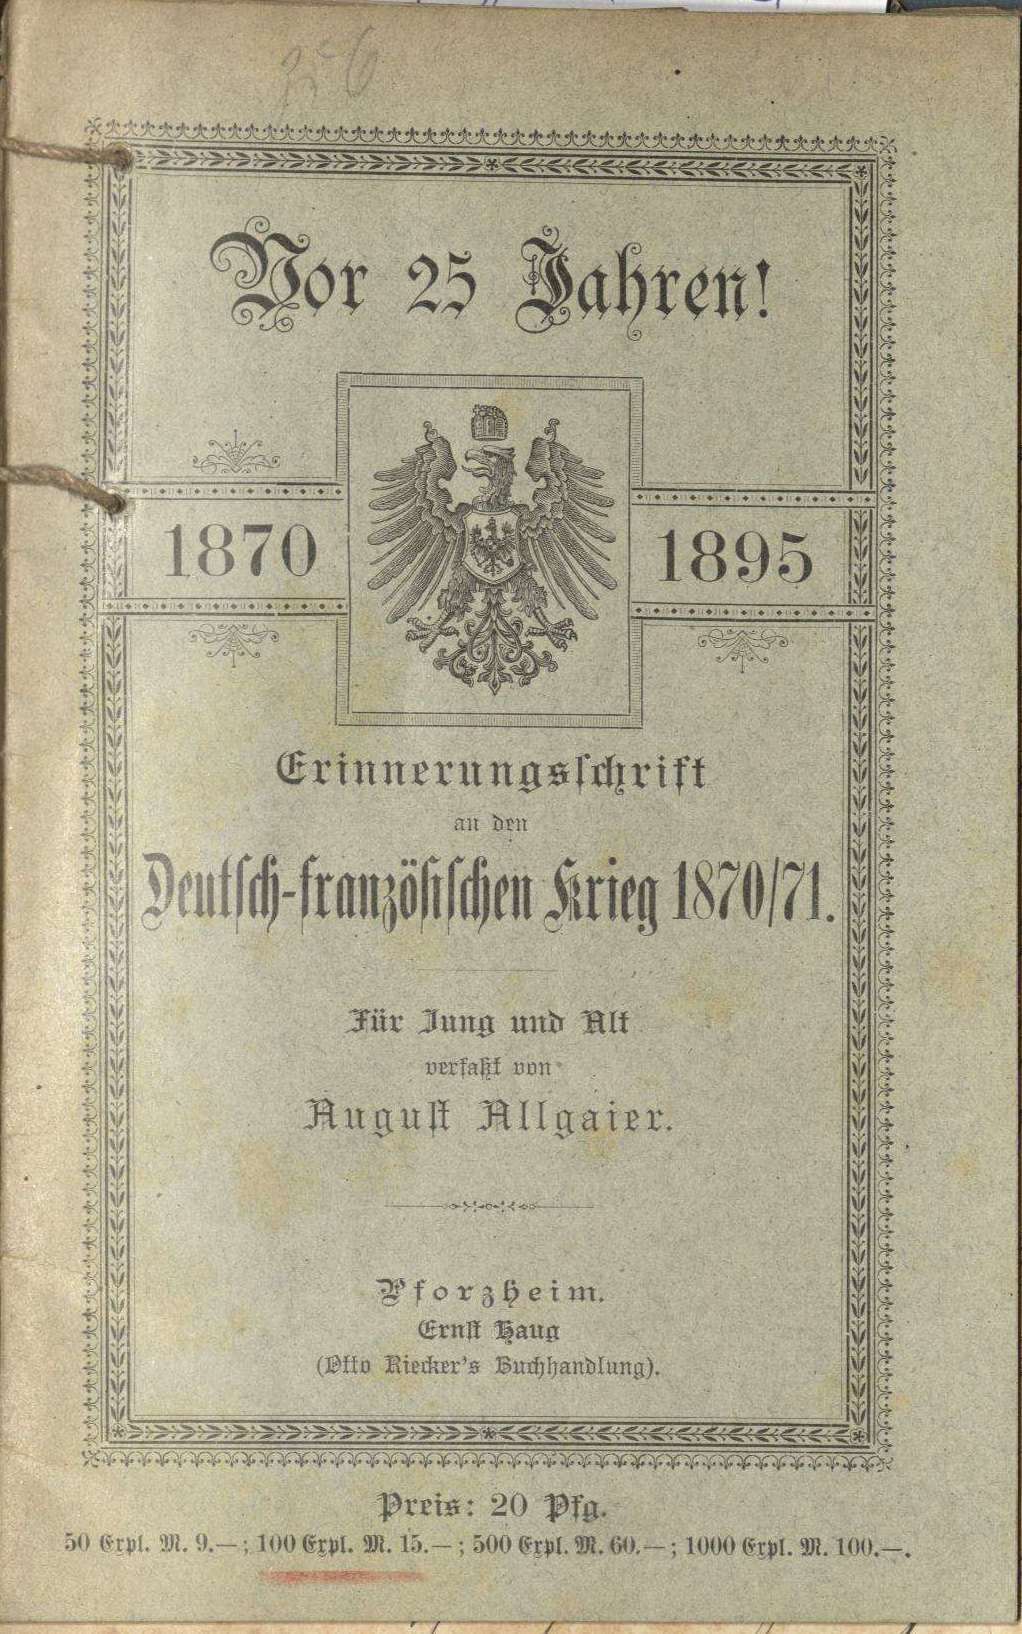 Vor 25 Jahren!
1870
1895
Erinnerungsschrift
an den
Deutsch-französischen Krieg 1870/71.
Für Jung und Alt
verfaßt von
August Allgaier.
Pforzheim.
Ernst Haug
(Otto Riecker's Buchhandlung).
Preis: 20 Pfg.
50 Expl. M. 9.—; 100 Expl. M. 15.—; 500 Expl. M. 60.—; 1000 Expl. M. 100.—.